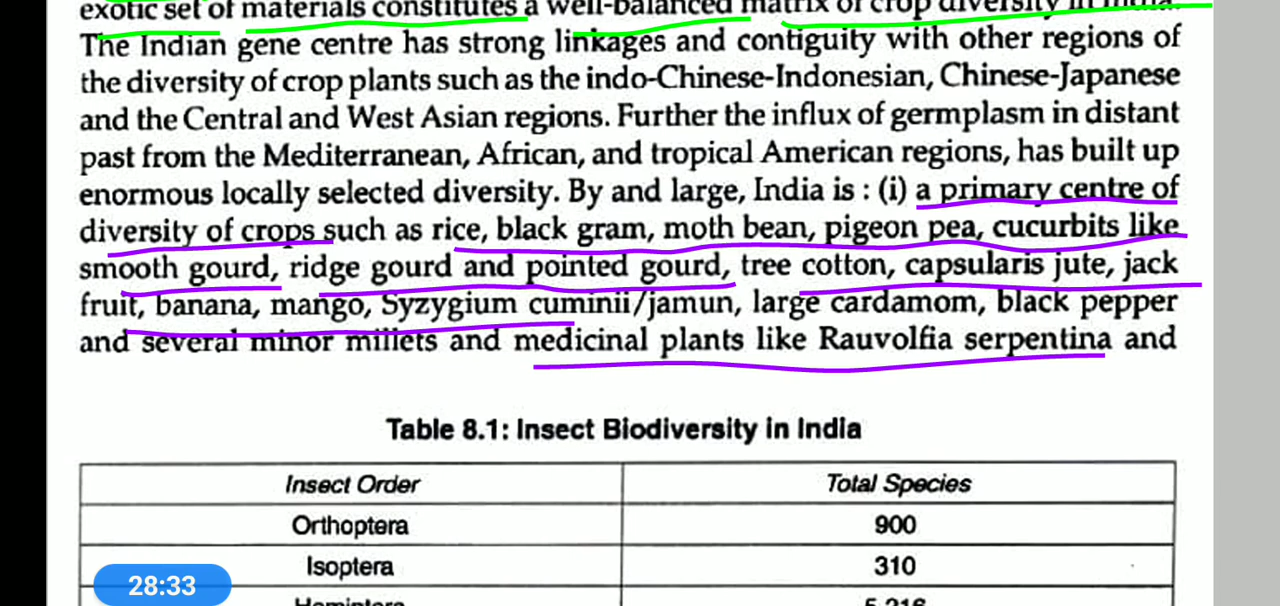 exotic set of materials constitutes a well-balanced matrix of crop diversity in India.
The Indian gene centre has strong linkages and contiguity with other regions of
the diversity of crop plants such as the indo-Chinese-Indonesian, Chinese-Japanese
and the Central and West Asian regions. Further the influx of germplasm in distant
past from the Mediterranean, African, and tropical American regions, has built up
enormous locally selected diversity. By and large, India is : (i) a primary centre of
diversity of crops such as rice, black gram, moth bean, pigeon pea, cucurbits like
smooth gourd, ridge gourd and pointed gourd, tree cotton, capsularis jute, jack
fruit, banana, mango, Syzygium cuminii/jamun, large cardamom, black pepper
and several minor millets and medicinal plants like Rauvolfia serpentina and
Table 8.1: Insect Biodiversity in India
Insect Order Total Species
Orthoptera 900
Isoptera 310
Hemiptera 5,216
28:33